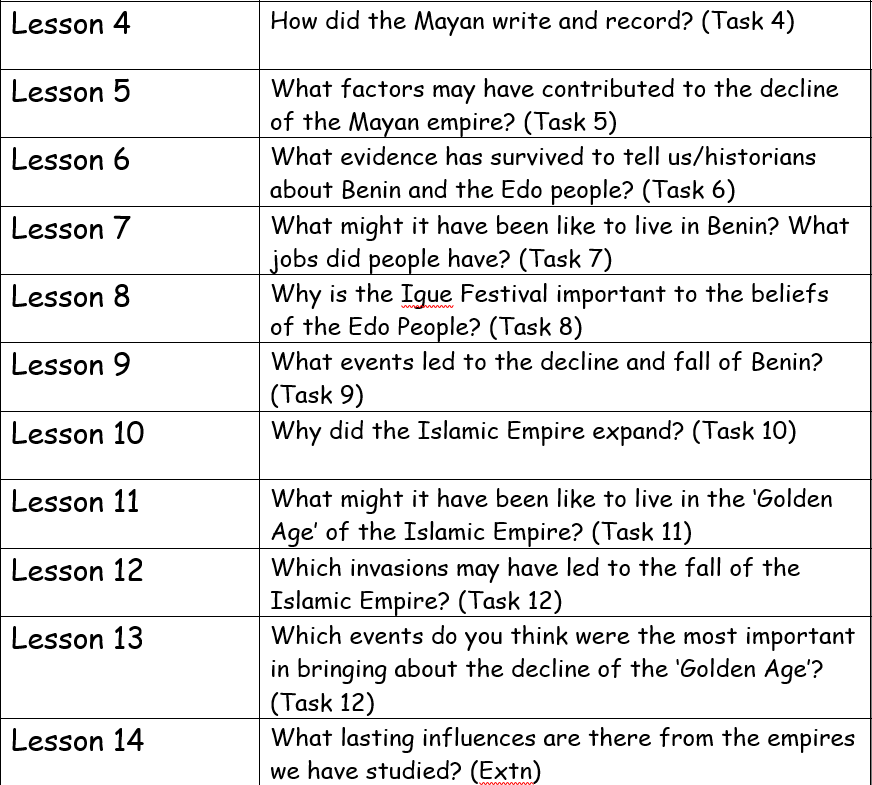 Lesson 4
How did the Mayan write and record? (Task 4)
Lesson 5
What factors may have contributed to the decline
of the Mayan empire? (Task 5)
Lesson 6
What evidence has survived to tell us/historians
about Benin and the Edo people? (Task 6)
Lesson 7
What might it have been like to live in Benin? What
jobs did people have? (Task 7)
Lesson 8
Why is the Igue Festival important to the beliefs
of the Edo People? (Task 8)
Lesson 9
What events led to the decline and fall of Benin?
(Task 9)
Lesson 10
Why did the Islamic Empire expand? (Task 10)
Lesson 11
What might it have been like to live in the ‘Golden
Age’ of the Islamic Empire? (Task 11)
Lesson 12
Which invasions may have led to the fall of the
Islamic Empire? (Task 12)
Lesson 13
Which events do you think were the most important
in bringing about the decline of the ‘Golden Age’?
(Task 12)
Lesson 14
What lasting influences are there from the empires
we have studied? (Extn)